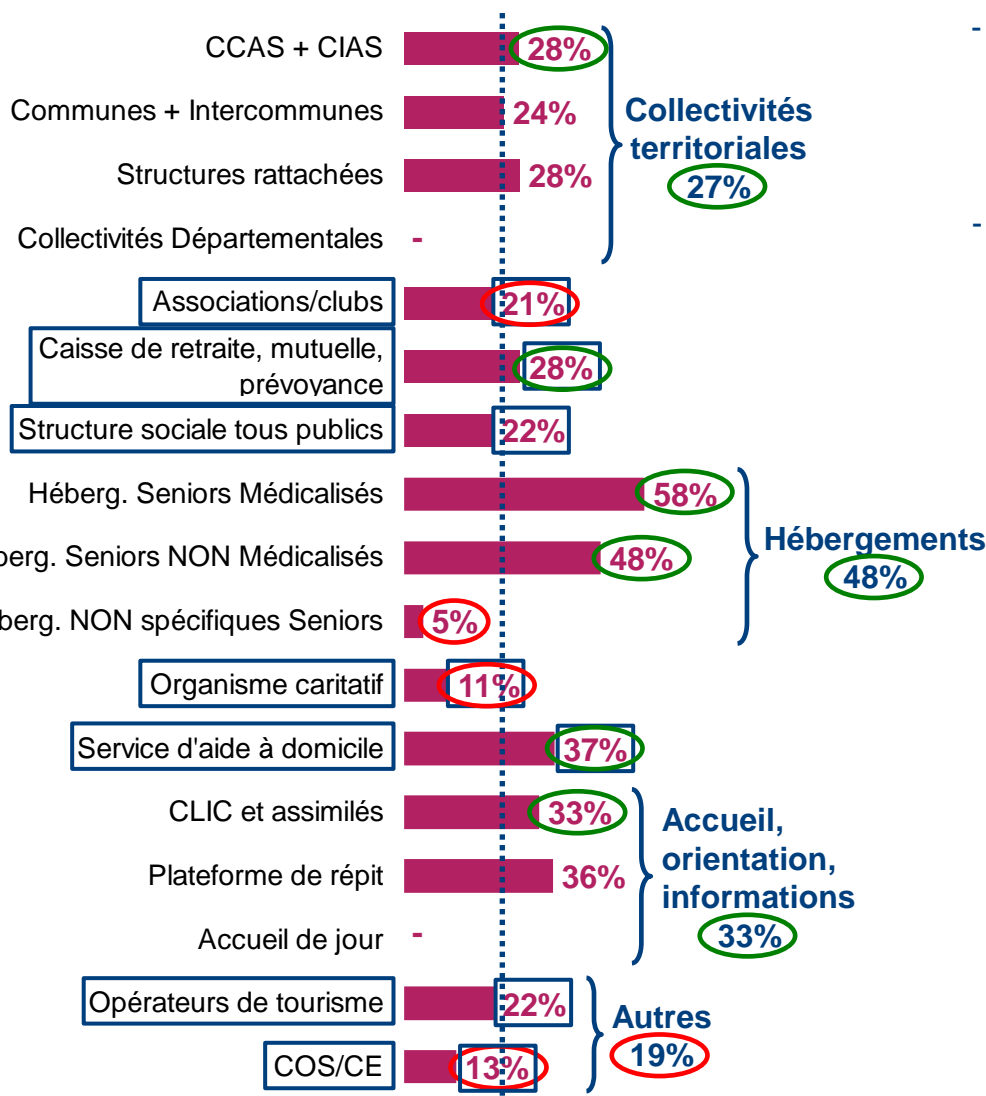 CCAS + CIAS 28%
Communes + Intercommunes 24%
Structures rattachées 28%
Collectivités Départementales -
Collectivités
territoriales
27%
Associations/clubs 21%
Caisse de retraite, mutuelle,
prévoyance 28%
Structure sociale tous publics 22%
Héberg. Seniors Médicalisés 58%
berg. Seniors NON Médicalisés 48%
berg. NON spécifiques Seniors 5%
Hébergements
48%
Organisme caritatif 11%
Service d'aide à domicile 37%
CLIC et assimilés 33%
Plateforme de répit 36%
Accueil de jour -
Accueil,
orientation,
informations
33%
Opérateurs de tourisme 22%
COS/CE 13%
Autres
19%
-
-